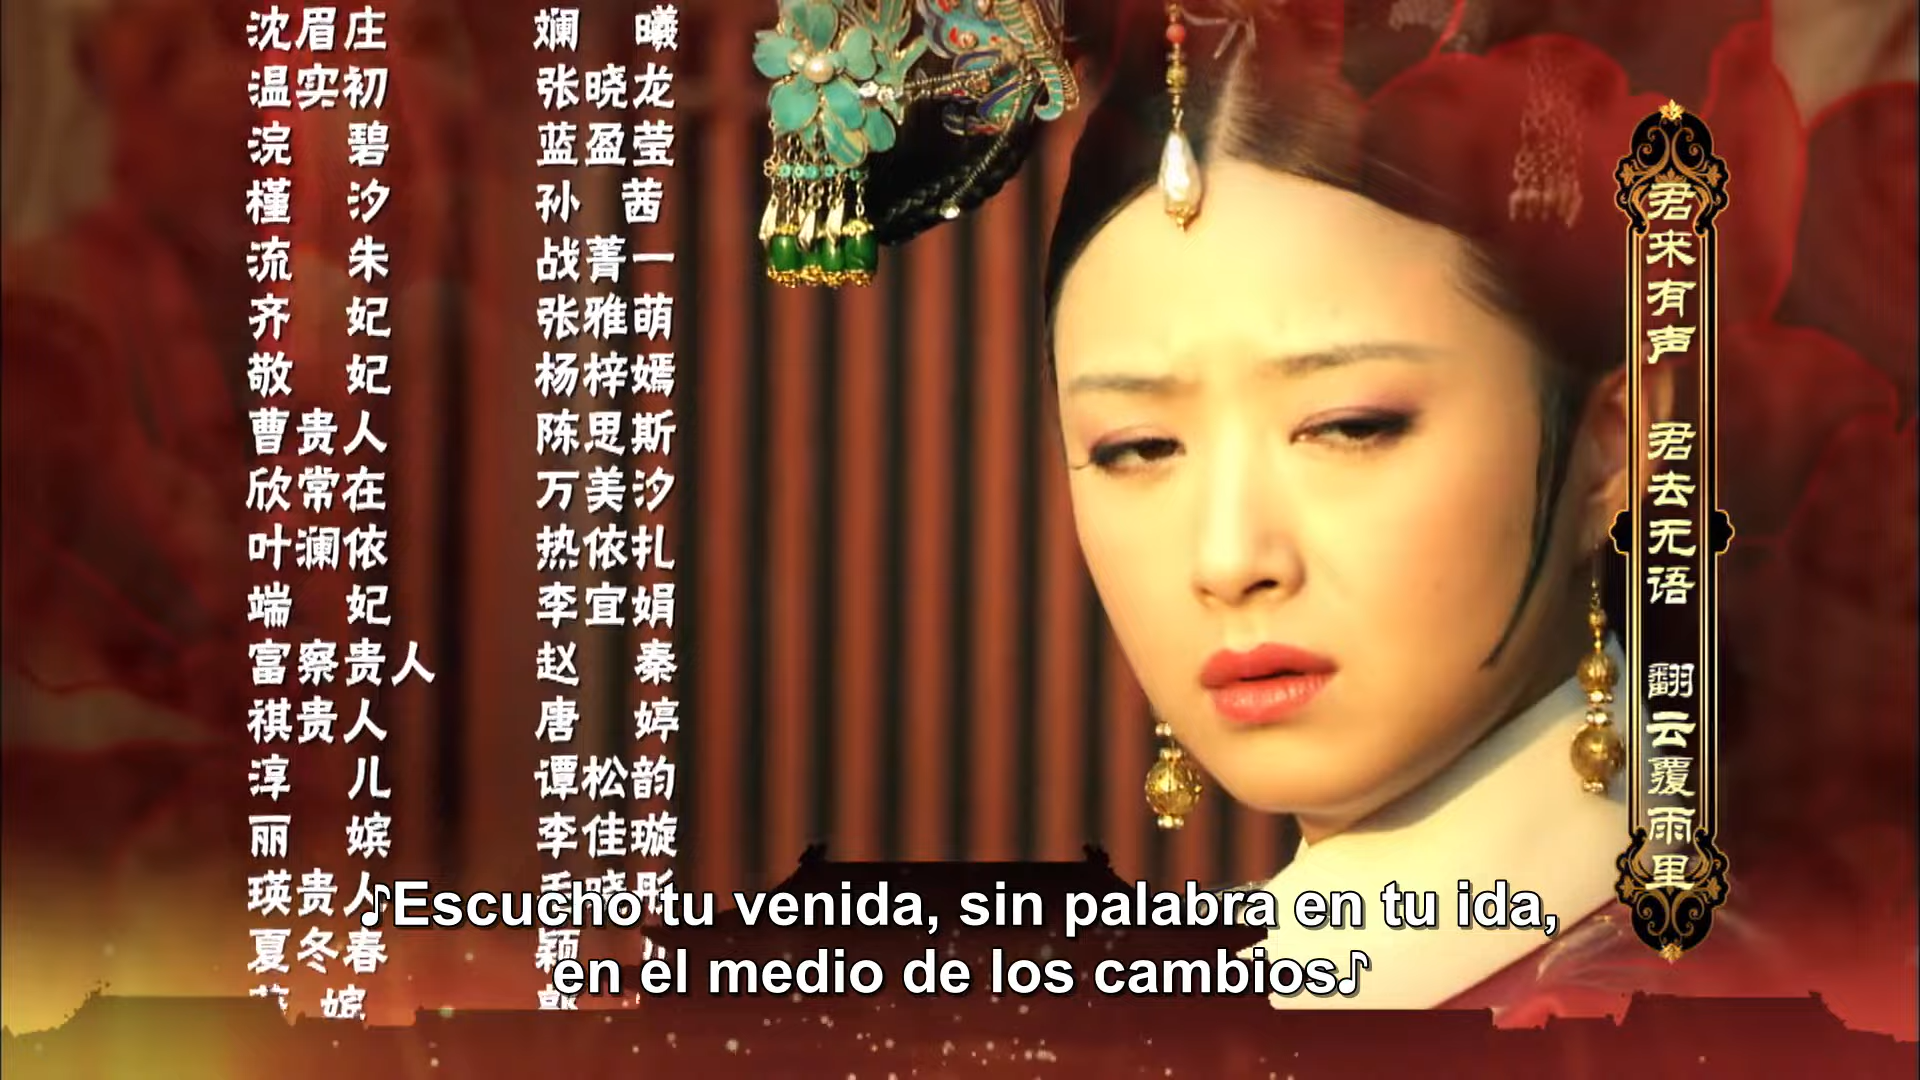 沈眉庄 斓曦
温实初 张晓龙
浣碧 蓝盈莹
槿汐 孙茜
流朱 战菁一
齐妃 张雅萌
敬妃 杨梓嫣
曹贵人 陈思斯
欣常在 万美汐
叶澜依 热依扎
端妃 李宜娟
富察贵人 赵秦
祺贵人 唐婷
淳儿 谭松韵
丽嫔 李佳璇
瑛贵人 毛晓彤
夏冬春 颖
嫔
君来有声 君去无语 翻云覆雨里
♪Escucho tu venida, sin palabra en tu ida,
en el medio de los cambios♪